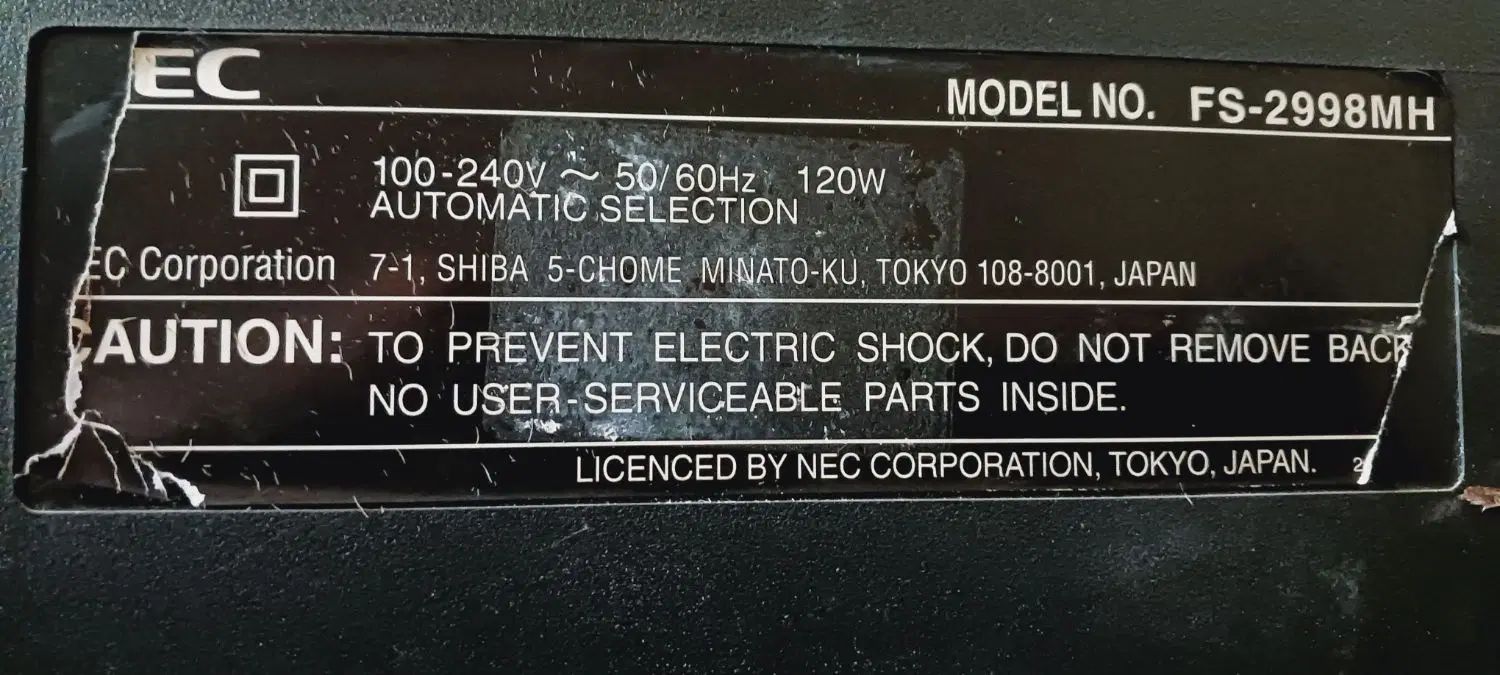 EC
MODEL NO. FS-2998MH
100-240V ~ 50/60Hz 120W
AUTOMATIC SELECTION
EC Corporation 7-1, SHIBA 5-CHOME MINATO-KU, TOKYO 108-8001, JAPAN
CAUTION: TO PREVENT ELECTRIC SHOCK, DO NOT REMOVE BACK
NO USER-SERVICEABLE PARTS INSIDE.
LICENCED BY NEC CORPORATION, TOKYO, JAPAN.